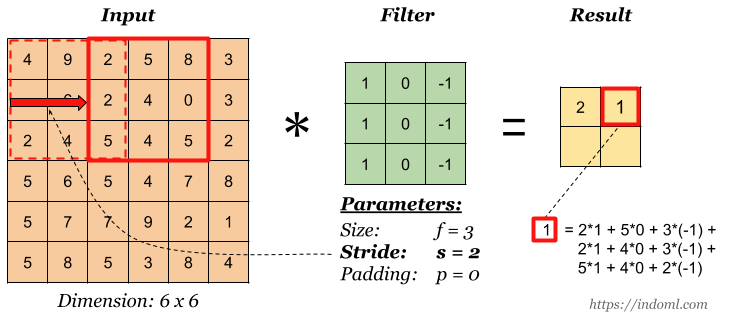 Input Filter Result
4 9 2 5 8 3
6 2 4 0 3
2 4 5 4 5 2
5 6 5 4 7 8
5 7 7 9 2 1
5 8 5 3 8 4
Dimension: 6 x 6
*
1 0 -1
1 0 -1
1 0 -1
Parameters:
Size: f = 3
Stride: s = 2
Padding: p = 0
=
2 1
1 = 2*1 + 5*0 + 3*(-1) +
2*1 + 4*0 + 3*(-1) +
5*1 + 4*0 + 2*(-1)
https://indoml.com